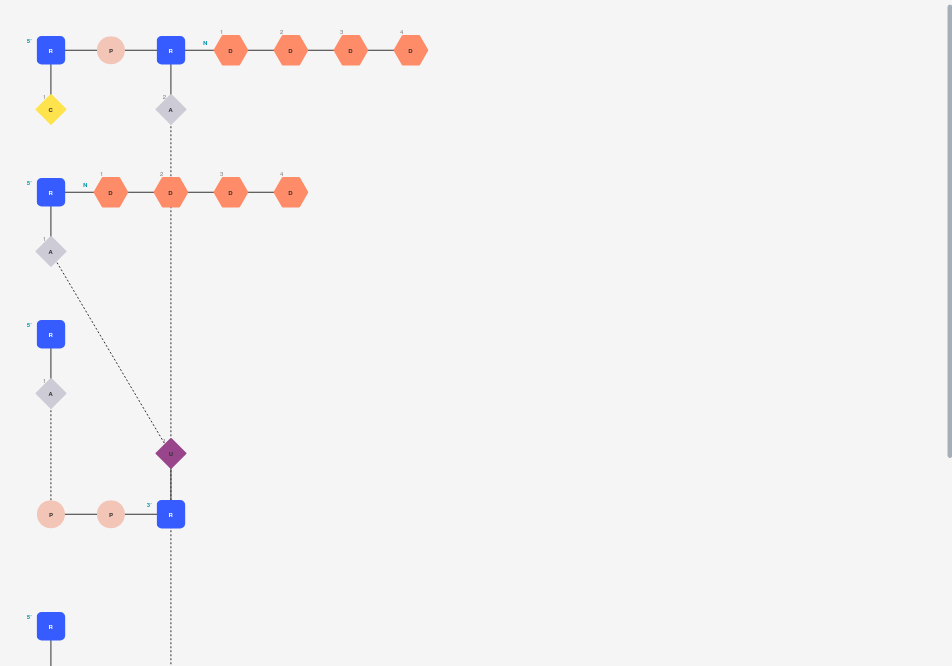 1 2 3 4
5' R P R N D D D D
1 2
C A
1 2 3 4
5' R N D D D D
1
A
5' R
1
A
U
3'
P P R
5' R